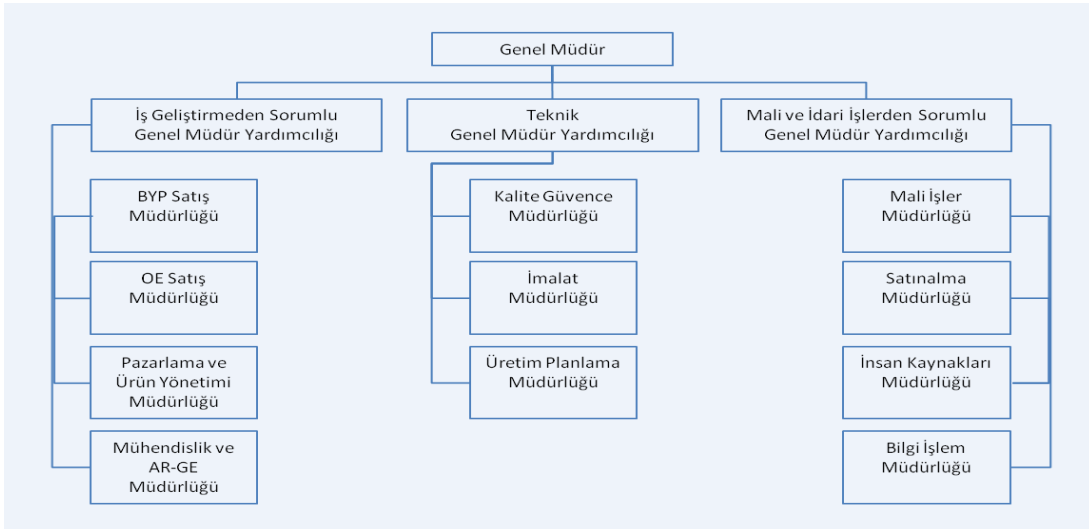 Genel Müdür
İş Geliştirmeden Sorumlu
Genel Müdür Yardımcılığı
Teknik
Genel Müdür Yardımcılığı
Mali ve İdari İşlerden Sorumlu
Genel Müdür Yardımcılığı
BYP Satış
Müdürlüğü
Kalite Güvence
Müdürlüğü
Mali İşler
Müdürlüğü
OE Satış
Müdürlüğü
İmalat
Müdürlüğü
Satınalma
Müdürlüğü
Pazarlama ve
Ürün Yönetimi
Müdürlüğü
Üretim Planlama
Müdürlüğü
İnsan Kaynakları
Müdürlüğü
Mühendislik ve
AR-GE
Müdürlüğü
Bilgi İşlem
Müdürlüğü